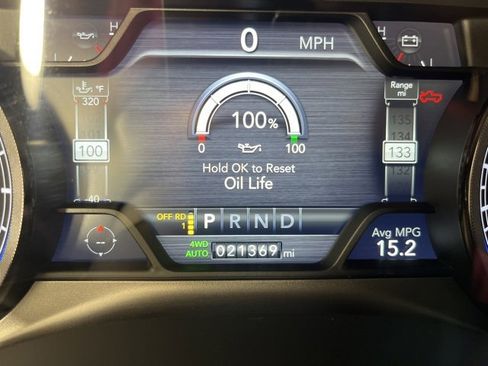 H
0 MPH
H
°F
320
100
-40
100 %
0 100
Hold OK to Reset
Oil Life
Range
mi
135
134
133
132
OFF RD
1
P R N D
4WD
AUTO
021369 mi
Avg MPG
15.2
--